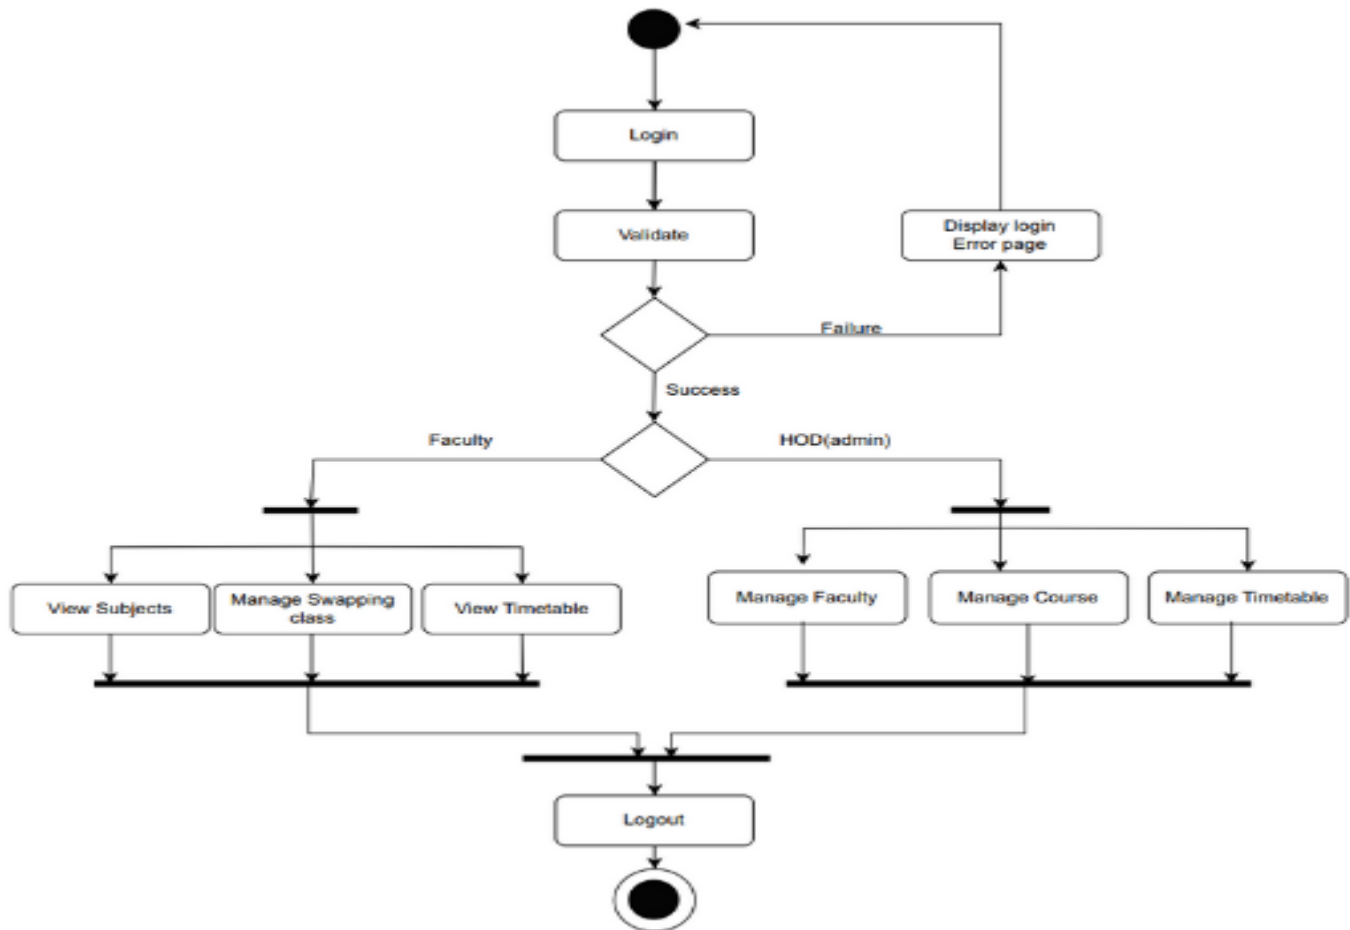 Login
Validate
Display login
Error page
Failure
Success
Faculty
HOD(admin)
View Subjects
Manage Swapping
class
View Timetable
Manage Faculty
Manage Course
Manage Timetable
Logout